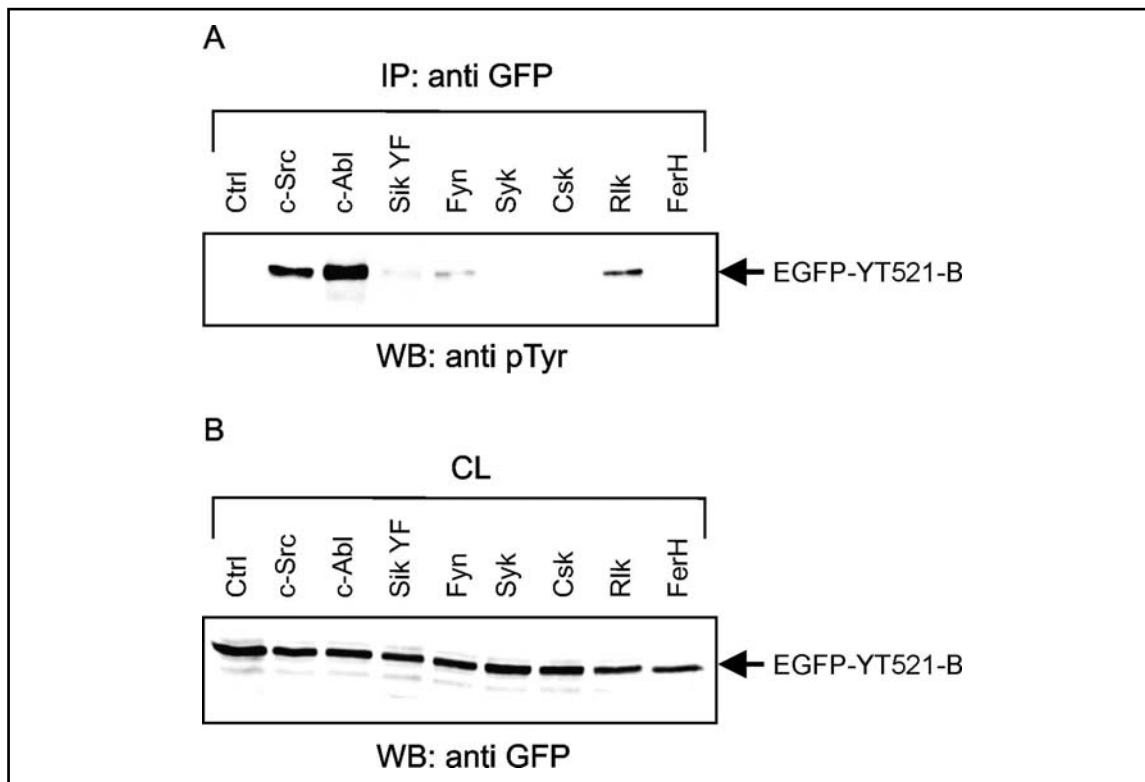 A
IP: anti GFP
Ctrl c-Src c-Abl Sik YF Fyn Syk Csk Rlk FerH
EGFP-YT521-B
WB: anti pTyr
B
CL
Ctrl c-Src c-Abl Sik YF Fyn Syk Csk Rlk FerH
EGFP-YT521-B
WB: anti GFP